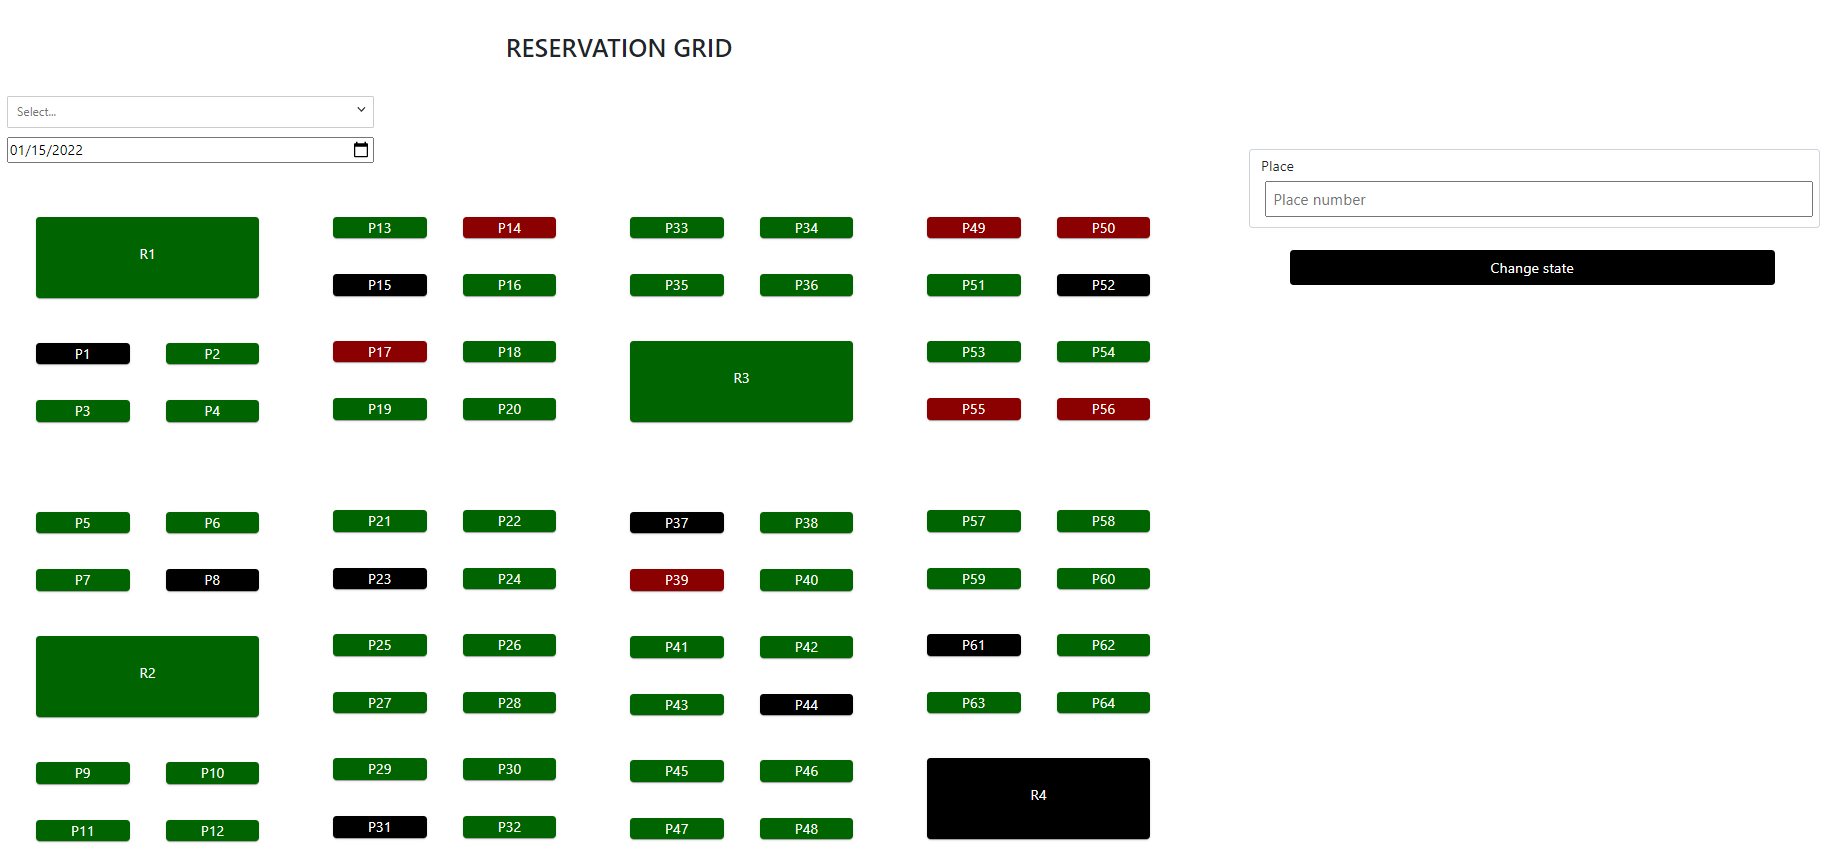 RESERVATION GRID
Select...
01/15/2022
Place
Place number
Change state
R1
P13 P14 P33 P34 P49 P50
P15 P16 P35 P36 P51 P52
P1 P2 P17 P18 R3 P53 P54
P3 P4 P19 P20 P55 P56
P5 P6 P21 P22 P37 P38 P57 P58
P7 P8 P23 P24 P39 P40 P59 P60
R2 P25 P26 P41 P42 P61 P62
P27 P28 P43 P44 P63 P64
P9 P10 P29 P30 P45 P46 R4
P11 P12 P31 P32 P47 P48